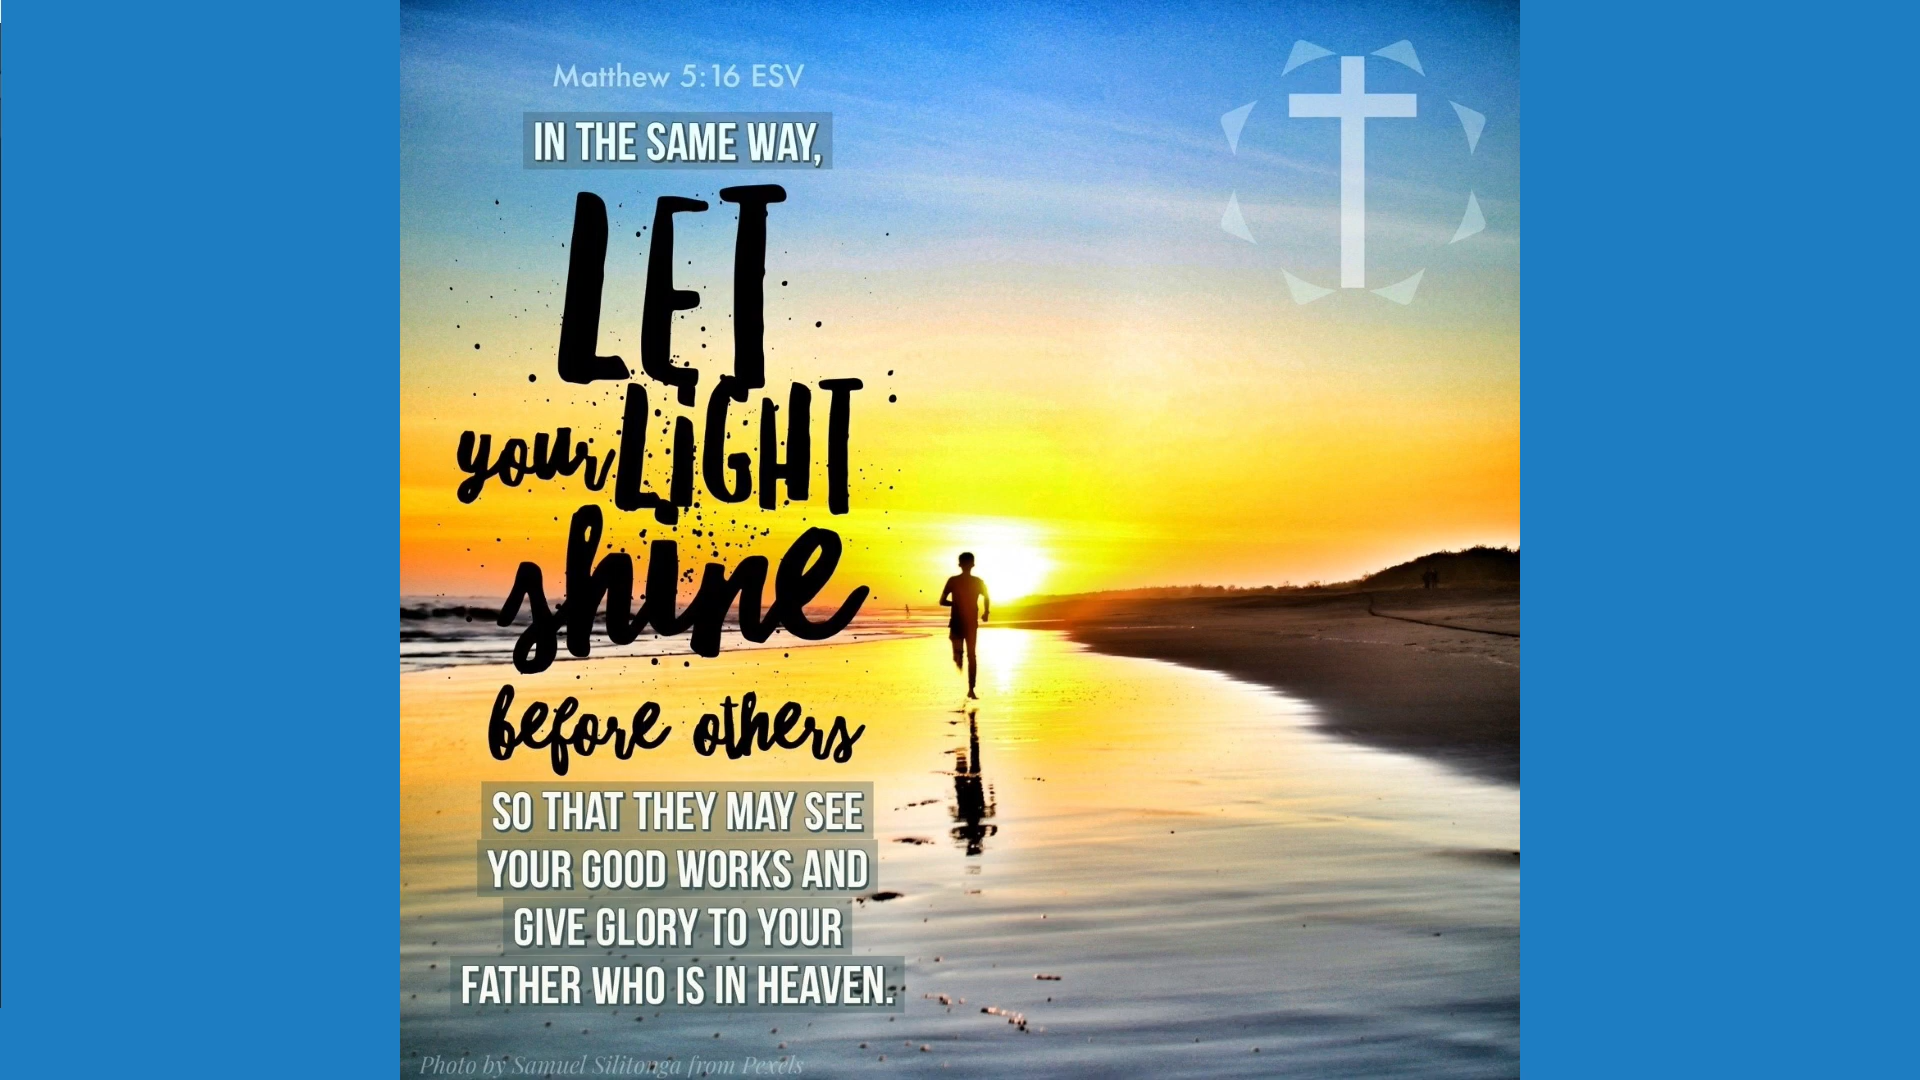 Matthew 5:16 ESV
IN THE SAME WAY,
LET
your LiGHT
shine
before others
SO THAT THEY MAY SEE
YOUR GOOD WORKS AND
GIVE GLORY TO YOUR
FATHER WHO IS IN HEAVEN.
Photo by Samuel Silitonga from Pexels